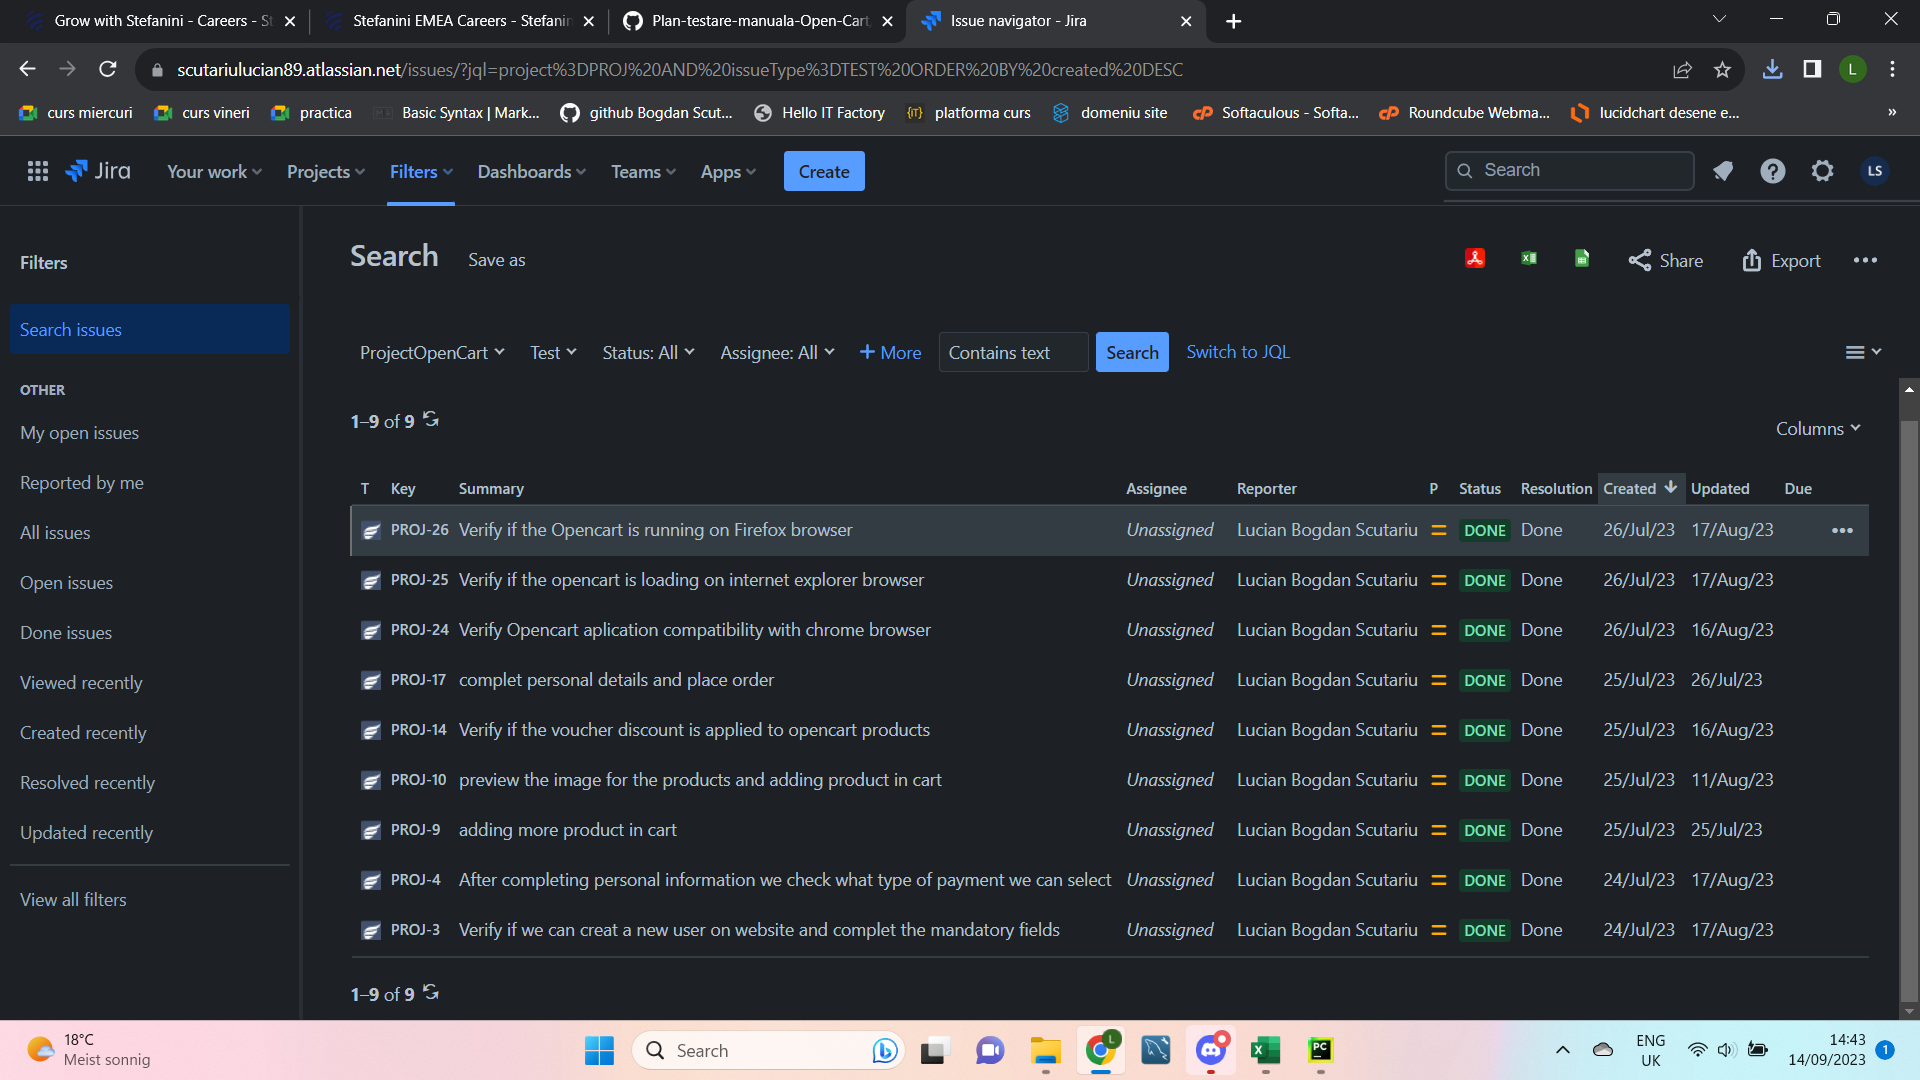 Grow with Stefanini - Careers - St
Stefanini EMEA Careers - Stefanin
Plan-testare-manuala-Open-Cart,
Issue navigator - Jira
scutariulucian89.atlassian.net/issues/?jql=project%3DPROJ%20AND%20issueType%3DTEST%20ORDER%20BY%20created%20DESC
L
curs miercuri
curs vineri
practica
Basic Syntax | Mark...
github Bogdan Scut...
Hello IT Factory
{IT}
platforma curs
domeniu site
cP
Softaculous - Softa...
cP
Roundcube Webma...
lucidchart desene e...
»
Jira
Your work
Projects
Filters
Dashboards
Teams
Apps
Create
Search
LS
Filters
Search issues
OTHER
My open issues
Reported by me
All issues
Open issues
Done issues
Viewed recently
Created recently
Resolved recently
Updated recently
View all filters
Search
Save as
Share
Export
ProjectOpenCart
Test
Status: All
Assignee: All
+ More
Contains text
Search
Switch to JQL
1–9 of 9
Columns
T Key Summary Assignee Reporter P Status Resolution Created Updated Due
PROJ-26 Verify if the Opencart is running on Firefox browser Unassigned Lucian Bogdan Scutariu DONE Done 26/Jul/23 17/Aug/23
PROJ-25 Verify if the opencart is loading on internet explorer browser Unassigned Lucian Bogdan Scutariu DONE Done 26/Jul/23 17/Aug/23
PROJ-24 Verify Opencart aplication compatibility with chrome browser Unassigned Lucian Bogdan Scutariu DONE Done 26/Jul/23 16/Aug/23
PROJ-17 complet personal details and place order Unassigned Lucian Bogdan Scutariu DONE Done 25/Jul/23 26/Jul/23
PROJ-14 Verify if the voucher discount is applied to opencart products Unassigned Lucian Bogdan Scutariu DONE Done 25/Jul/23 16/Aug/23
PROJ-10 preview the image for the products and adding product in cart Unassigned Lucian Bogdan Scutariu DONE Done 25/Jul/23 11/Aug/23
PROJ-9 adding more product in cart Unassigned Lucian Bogdan Scutariu DONE Done 25/Jul/23 25/Jul/23
PROJ-4 After completing personal information we check what type of payment we can select Unassigned Lucian Bogdan Scutariu DONE Done 24/Jul/23 17/Aug/23
PROJ-3 Verify if we can creat a new user on website and complet the mandatory fields Unassigned Lucian Bogdan Scutariu DONE Done 24/Jul/23 17/Aug/23
1–9 of 9
18°C
Meist sonnig
Search
L
PC
ENG
UK
14:43
14/09/2023
1